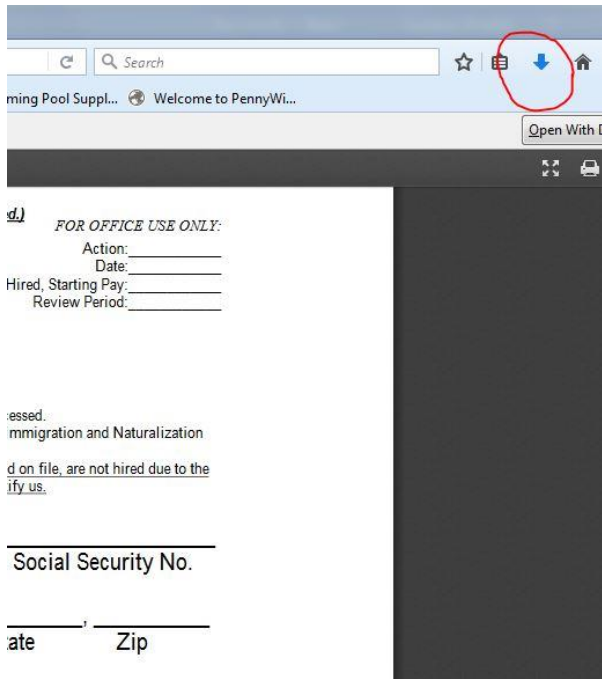 Search
ming Pool Suppl... Welcome to PennyWi...
Open With D
ed.)
FOR OFFICE USE ONLY:
Action:
Date:
Hired, Starting Pay:
Review Period:
essed.
mmigration and Naturalization
d on file, are not hired due to the
ify us.
Social Security No.
,
ate Zip